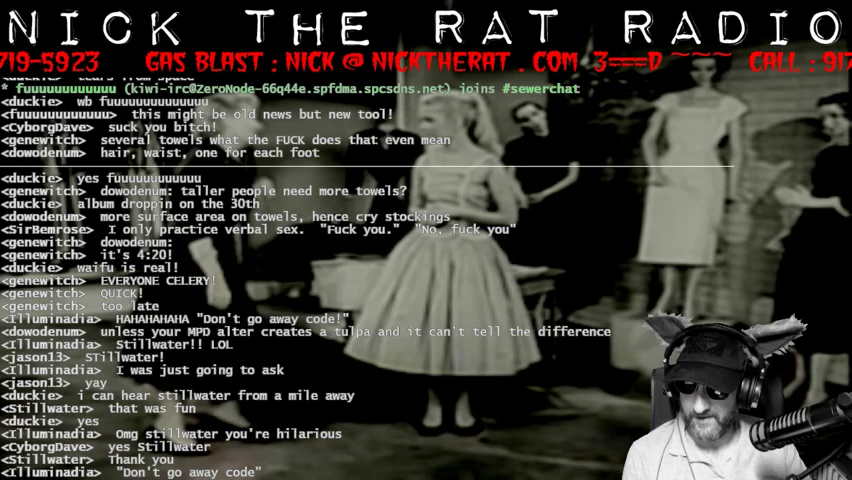 NICK THE RAT RADIO
719-5923 GAS BLAST : NICK @ NICKTHERAT . COM 3===D ~~~ CALL : 917
<duckie> tears from space
* fuuuuuuuuuuuu (kiwi-irc@ZeroNode-66q44e.spfdma.spcsdns.net) joins #sewerchat
<duckie> wb fuuuuuuuuuuuuuu
<fuuuuuuuuuuuu> this might be old news but new tool!
<CyborgDave> suck you bitch!
<genewitch> several towels what the FUCK does that even mean
<dowodenum> hair, waist, one for each foot
<duckie> yes fuuuuuuuuuuu
<genewitch> dowodenum: taller people need more towels?
<duckie> album droppin on the 30th
<dowodenum> more surface area on towels, hence cry stockings
<SirBemrose> I only practice verbal sex. "Fuck you." "No, fuck you"
<genewitch> dowodenum:
<genewitch> it's 4:20!
<duckie> waifu is real!
<genewitch> EVERYONE CELERY!
<genewitch> QUICK!
<genewitch> too late
<Illuminadia> HAHAHAHAHA "Don't go away code!"
<dowodenum> unless your MPD alter creates a tulpa and it can't tell the difference
<Illuminadia> Stillwater!! LOL
<jason13> STillwater!
<Illuminadia> I was just going to ask
<jason13> yay
<duckie> i can hear stillwater from a mile away
<Stillwater> that was fun
<duckie> yes
<Illuminadia> Omg stillwater you're hilarious
<CyborgDave> yes Stillwater
<Stillwater> Thank you
<Illuminadia> "Don't go away code"